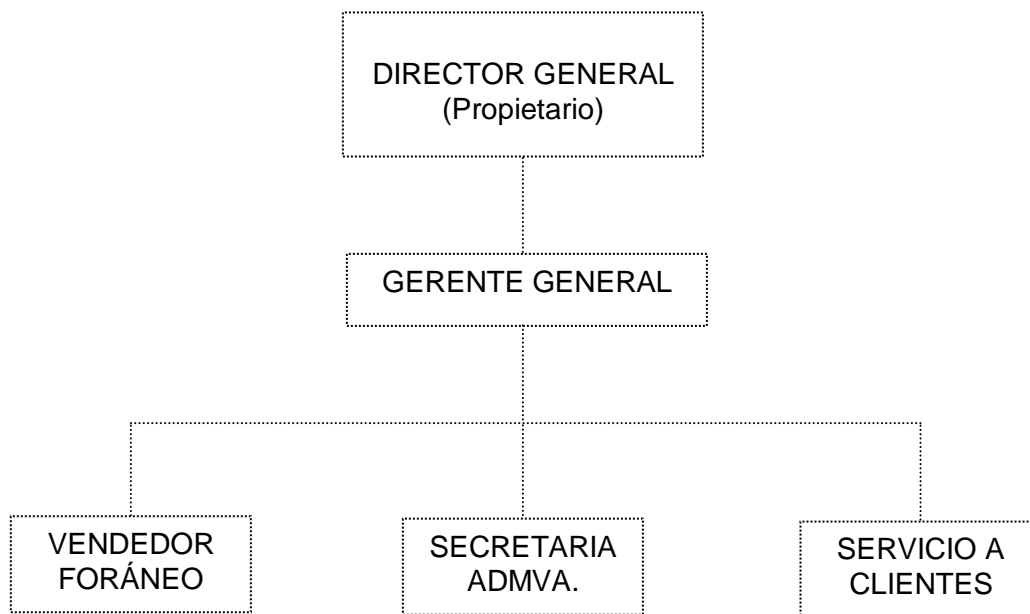 DIRECTOR GENERAL
(Propietario)
GERENTE GENERAL
VENDEDOR
FORÁNEO
SECRETARIA
ADMVA.
SERVICIO A
CLIENTES